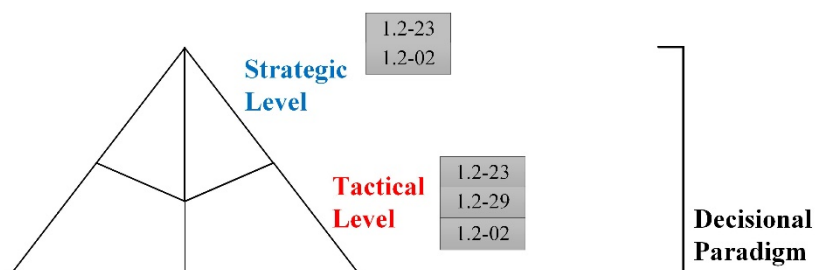 1.2-23
1.2-02
Strategic
Level
1.2-23
1.2-29
1.2-02
Tactical
Level
Decisional
Paradigm